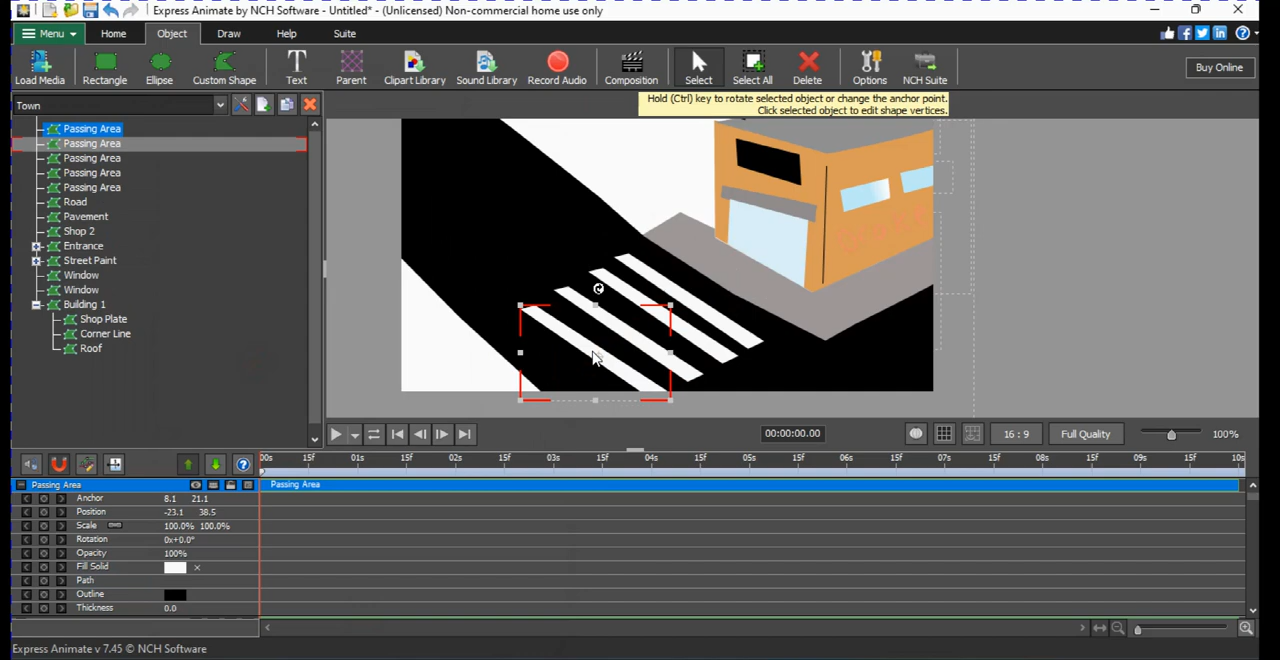 Express Animate by NCH Software - Untitled* - (Unlicensed) Non-commercial home use only
Menu Home Object Draw Help Suite
Load Media Rectangle Ellipse Custom Shape Text Parent Clipart Library Sound Library Record Audio Composition Select Select All Delete Options NCH Suite Buy Online
Hold (Ctrl) key to rotate selected object or change the anchor point.
Click selected object to edit shape vertices.
Town
Passing Area
Passing Area
Passing Area
Passing Area
Passing Area
Road
Pavement
Shop 2
Entrance
Street Paint
Window
Window
Building 1
Shop Plate
Corner Line
Roof
00:00:00.00 16 : 9 Full Quality 100%
00s 15f 01s 15f 02s 15f 03s 15f 04s 15f 05s 15f 06s 15f 07s 15f 08s 15f 09s 15f 10s
Passing Area Passing Area
Anchor 8.1 21.1
Position -23.1 38.5
Scale 100.0% 100.0%
Rotation 0x+0.0°
Opacity 100%
Fill Solid
Path
Outline
Thickness 0.0
Express Animate v 7.45 © NCH Software